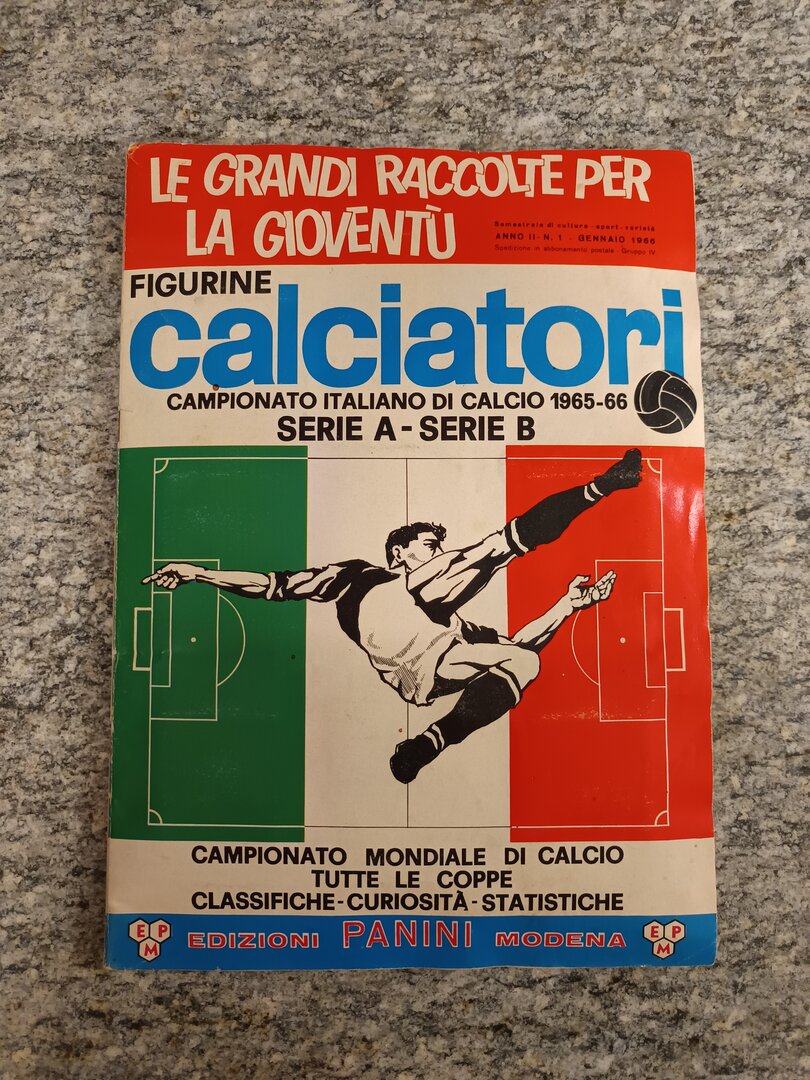 LE GRANDI RACCOLTE PER
LA GIOVENTÙ
Semestrale di cultura - sport - varietà
ANNO II - N. 1 - GENNAIO 1966
Spedizione in abbonamento postale - Gruppo IV
FIGURINE
calciatori
CAMPIONATO ITALIANO DI CALCIO 1965-66
SERIE A - SERIE B
CAMPIONATO MONDIALE DI CALCIO
TUTTE LE COPPE
CLASSIFICHE - CURIOSITÀ - STATISTICHE
EPM EDIZIONI PANINI MODENA EPM